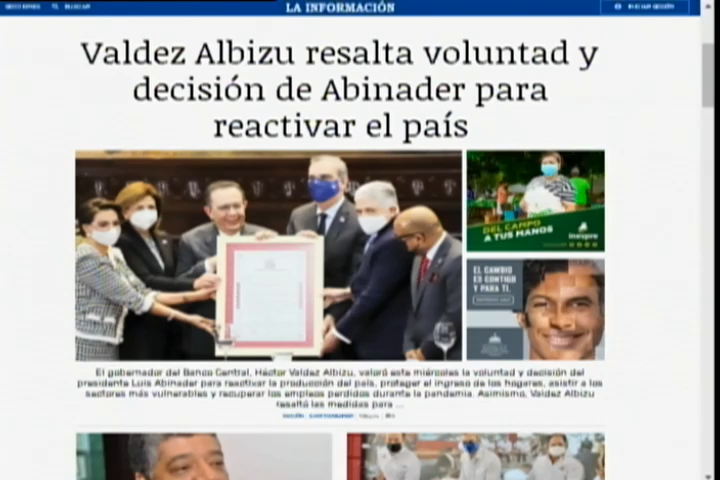 LA INFORMACIÓN
Valdez Albizu resalta voluntad y
decisión de Abinader para
reactivar el país
DEL CAMPO
A TUS MANOS
inespre
EL CAMBIO
ES CONTIGO
Y PARA TI.
El gobernador del Banco Central, Héctor Valdez Albizu, valoró este miércoles la voluntad y decisión del
presidente Luis Abinader para reactivar la producción del país, proteger el ingreso de los hogares, asistir a los
sectores más vulnerables y recuperar los empleos perdidos durante la pandemia. Asimismo, Valdez Albizu
resaltó las medidas para ...